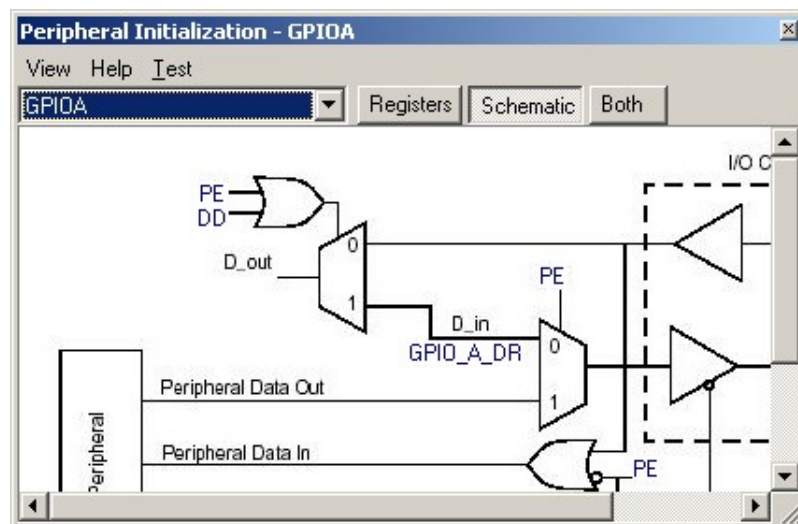 Peripheral Initialization - GPIOA
View Help Test
GPIOA Registers Schematic Both
I/O C
PE
DD
0
D_out
PE
1
D_in
0
GPIO_A_DR
Peripheral Data Out
1
Peripheral
Peripheral Data In
PE